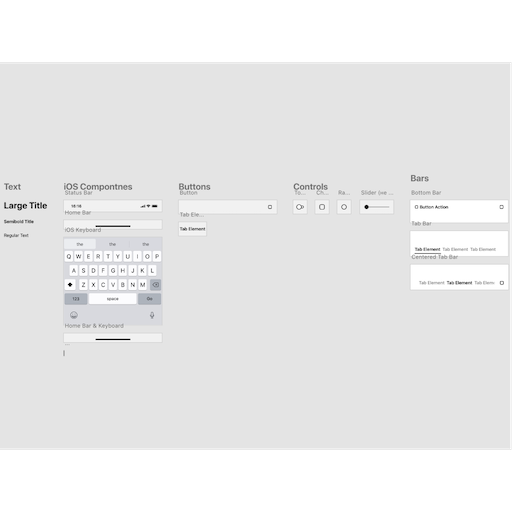 Text
Large Title
Semibold Title
Regular Text
iOS Compontnes
Status Bar
18:18
Home Bar
iOS Keyboard
the the the
Q W E R T Y U I O P
A S D F G H J K L
Z X C V B N M
123 space Go
Home Bar & Keyboard
...
Buttons
Button
Tab Ele...
Tab Element
Controls
To... Ch... Ra... Slider (ve...
Bars
Bottom Bar
Button Action
Tab Bar
Tab Element Tab Element Tab Element
Centered Tab Bar
Tab Element Tab Element Tab Elem